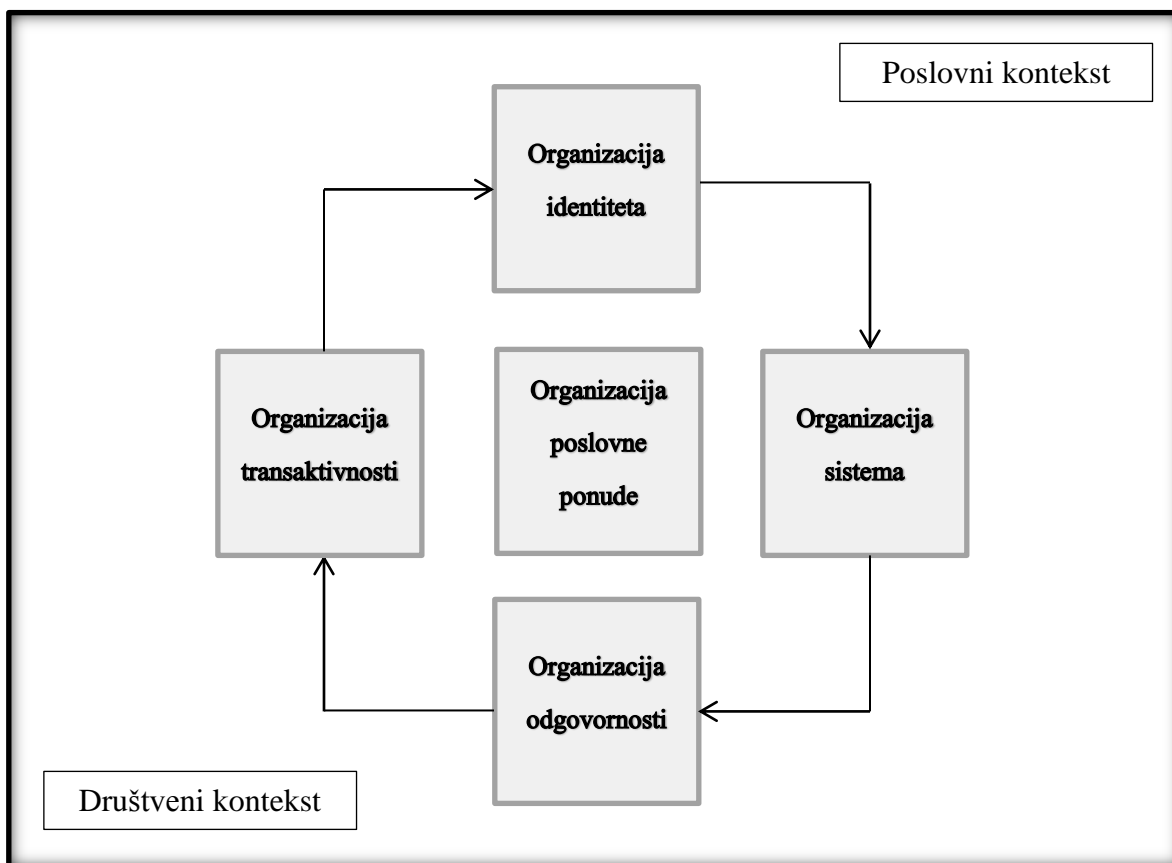 Poslovni kontekst
Organizacija
identiteta
Organizacija
transaktivnosti
Organizacija
poslovne
ponude
Organizacija
sistema
Organizacija
odgovornosti
Društveni kontekst